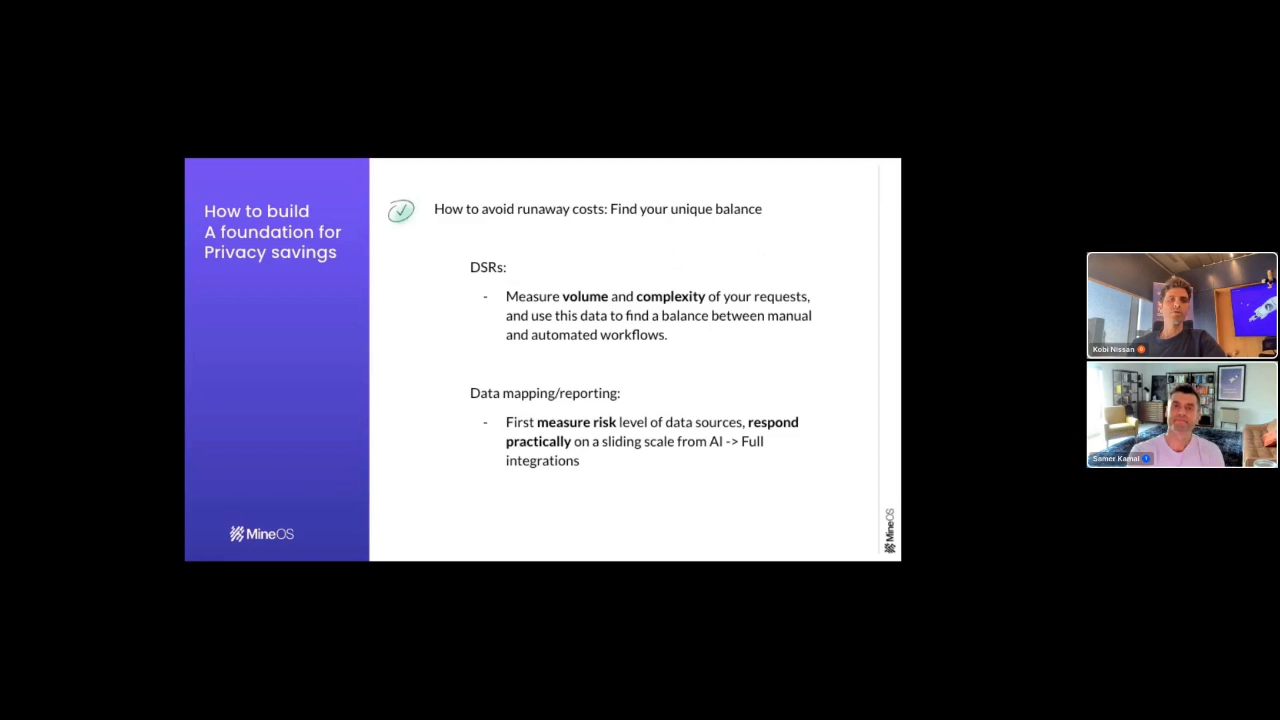 How to build
A foundation for
Privacy savings
MineOS
How to avoid runaway costs: Find your unique balance
DSRs:
- Measure volume and complexity of your requests,
and use this data to find a balance between manual
and automated workflows.
Data mapping/reporting:
- First measure risk level of data sources, respond
practically on a sliding scale from AI -> Full
integrations
MineOS
Kobi Nissan
Samer Kamal